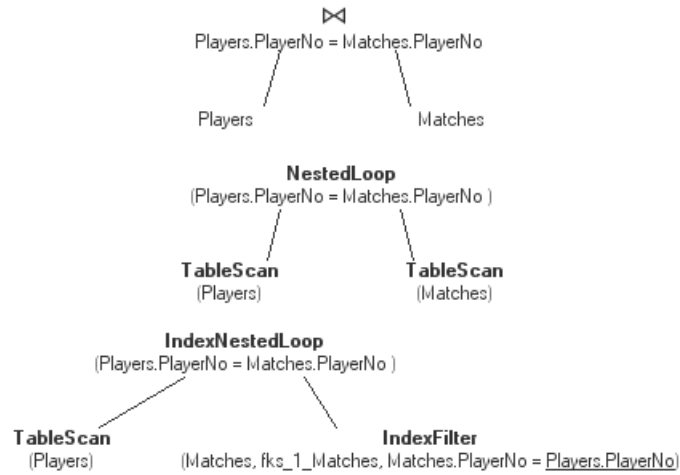 ⋈
Players.PlayerNo = Matches.PlayerNo
Players Matches
NestedLoop
(Players.PlayerNo = Matches.PlayerNo )
TableScan TableScan
(Players) (Matches)
IndexNestedLoop
(Players.PlayerNo = Matches.PlayerNo )
TableScan IndexFilter
(Players) (Matches, fks_1_Matches, Matches.PlayerNo = Players.PlayerNo)